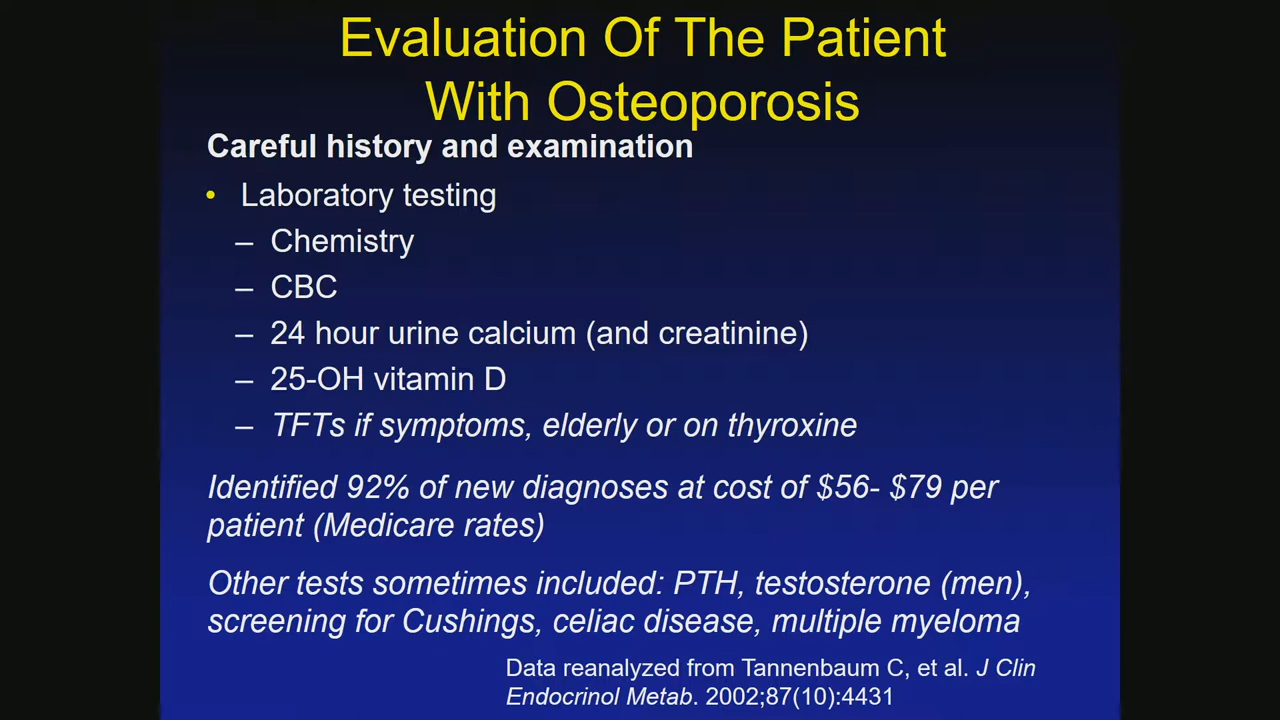 Evaluation Of The Patient
With Osteoporosis
Careful history and examination
• Laboratory testing
– Chemistry
– CBC
– 24 hour urine calcium (and creatinine)
– 25-OH vitamin D
– TFTs if symptoms, elderly or on thyroxine
Identified 92% of new diagnoses at cost of $56- $79 per
patient (Medicare rates)
Other tests sometimes included: PTH, testosterone (men),
screening for Cushings, celiac disease, multiple myeloma
Data reanalyzed from Tannenbaum C, et al. J Clin
Endocrinol Metab. 2002;87(10):4431